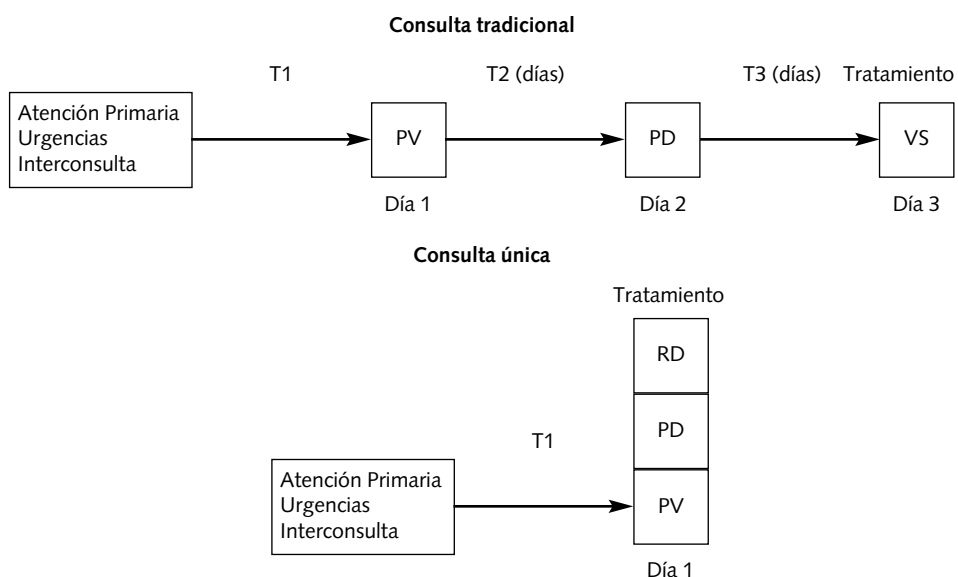 Consulta tradicional
T1 T2 (días) T3 (días) Tratamiento
Atención Primaria
Urgencias
Interconsulta
PV PD VS
Día 1 Día 2 Día 3
Consulta única
Tratamiento
RD
PD
T1
Atención Primaria
Urgencias
Interconsulta
PV
Día 1